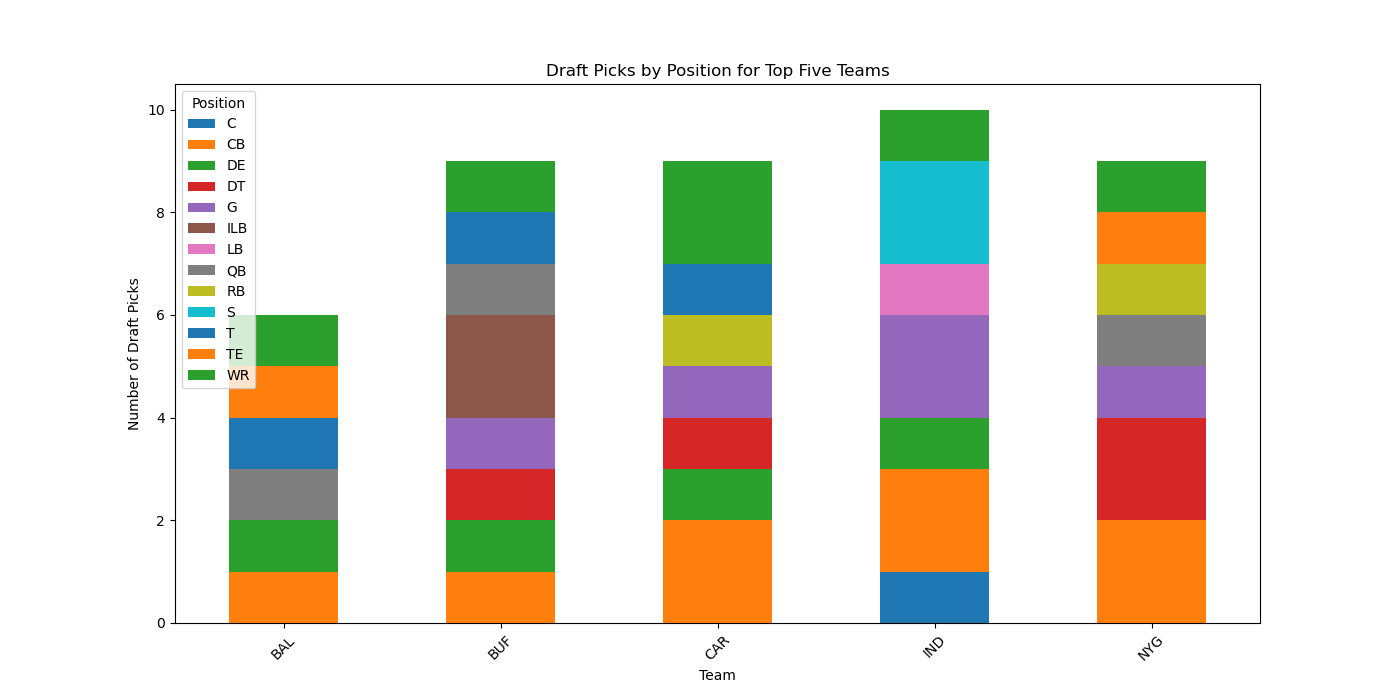 Draft Picks by Position for Top Five Teams
Position
C
CB
DE
DT
G
ILB
LB
QB
RB
S
T
TE
WR
Number of Draft Picks
10
8
6
4
2
0
BAL
BUF
CAR
IND
NYG
Team